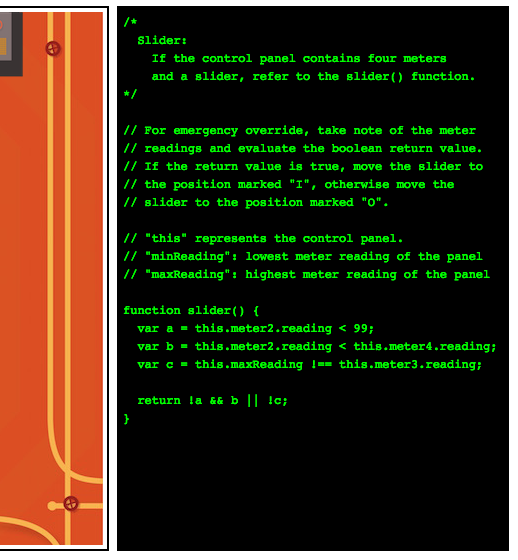 /*
Slider:
If the control panel contains four meters
and a slider, refer to the slider() function.
*/
// For emergency override, take note of the meter
// readings and evaluate the boolean return value.
// If the return value is true, move the slider to
// the position marked "I", otherwise move the
// slider to the position marked "O".
// "this" represents the control panel.
// "minReading": lowest meter reading of the panel
// "maxReading": highest meter reading of the panel
function slider() {
var a = this.meter2.reading < 99;
var b = this.meter2.reading < this.meter4.reading;
var c = this.maxReading !== this.meter3.reading;
return !a && b || !c;
}